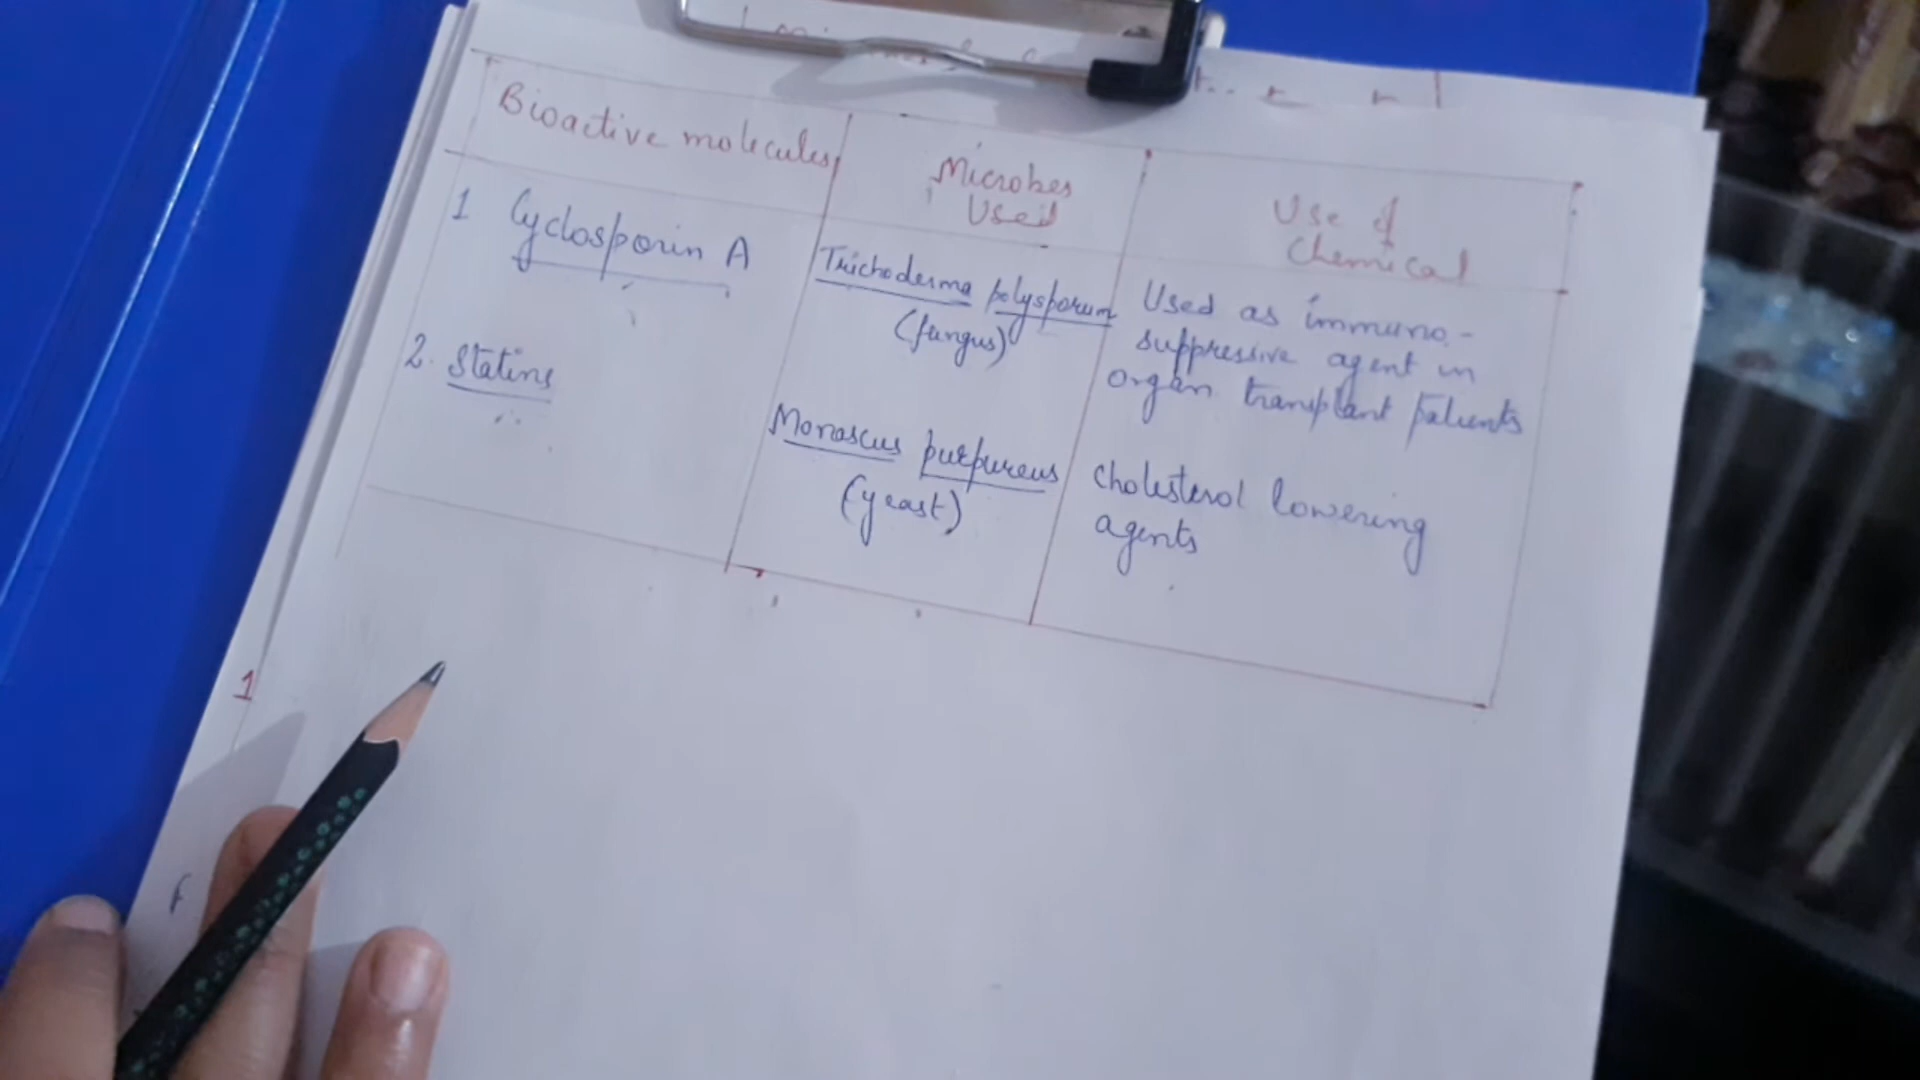 Bioactive molecules
Microbes
Used
Use of
Chemical
1 Cyclosporin A
Trichoderma polysporum
(fungus)
Used as immuno-
suppressive agent in
organ transplant patients
2. Statins
Monascus purpureus
(yeast)
cholesterol lowering
agents
1